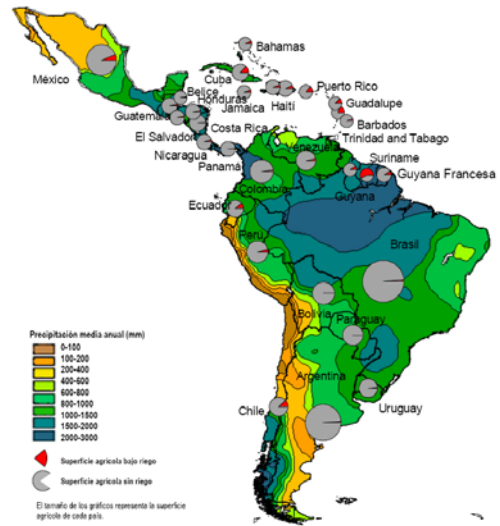 Bahamas
México
Cuba
Puerto Rico
Belice
Honduras
Jamaica
Haití
Guadalupe
Guatemala
Barbados
Costa Rica
El Salvador
Trinidad and Tabago
Nicaragua
Venezuela
Panamá
Suriname
Guyana Francesa
Colombia
Guyana
Ecuador
Perú
Brasil
Bolivia
Paraguay
Argentina
Chile
Uruguay
Precipitación media anual (mm)
0-100
100-200
200-400
400-600
600-800
800-1000
1000-1500
1500-2000
2000-3000
Superficie agrícola bajo riego
Superficie agrícola sin riego
El tamaño de los gráficos representa la superficie
agrícola de cada país.